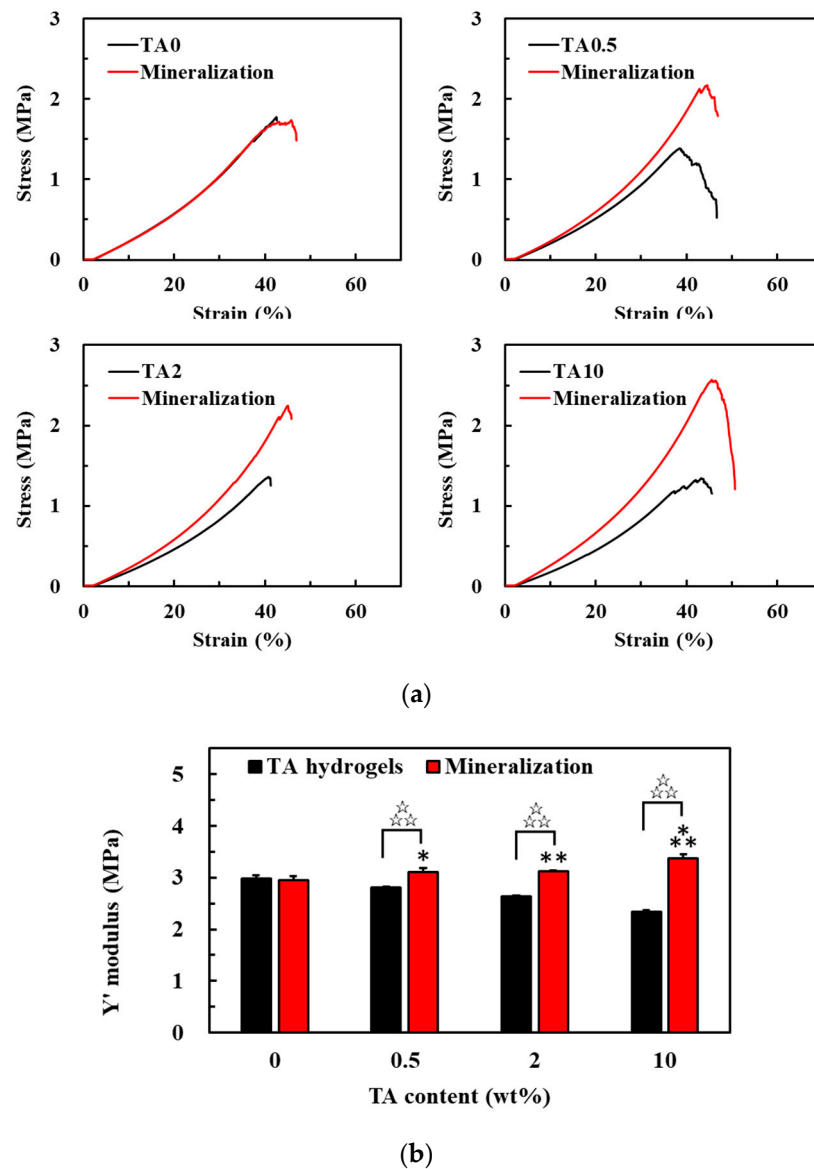 TA0
Mineralization
3
2
1
0
Stress (MPa)
0 20 40 60
Strain (%)
TA0.5
Mineralization
3
2
1
0
Stress (MPa)
0 20 40 60
Strain (%)
TA2
Mineralization
3
2
1
0
Stress (MPa)
0 20 40 60
Strain (%)
TA10
Mineralization
3
2
1
0
Stress (MPa)
0 20 40 60
Strain (%)
(a)
TA hydrogels Mineralization
5
4
3
2
1
0
Y' modulus (MPa)
☆
☆☆
*
☆
☆☆
**
☆
☆☆
*
**
0 0.5 2 10
TA content (wt%)
(b)